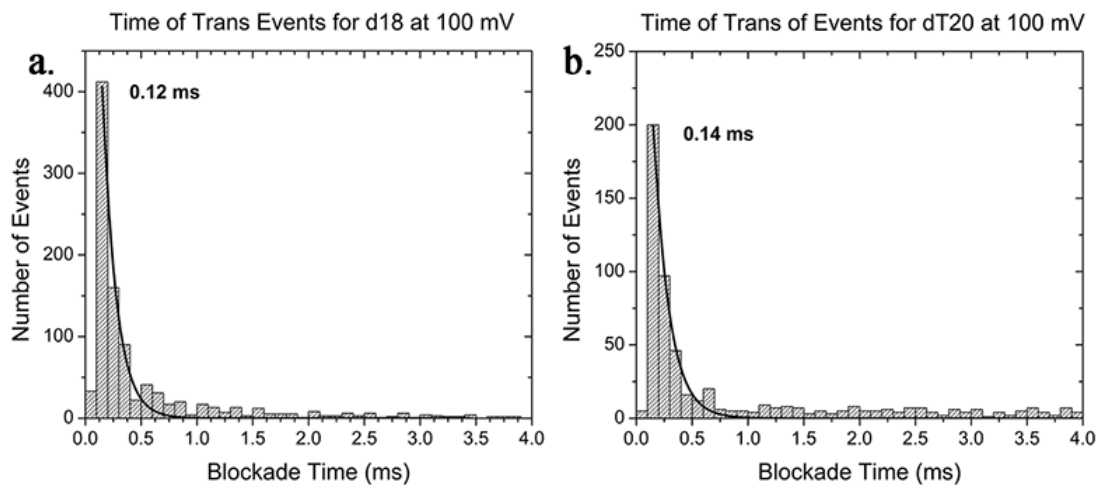 Time of Trans Events for d18 at 100 mV
a.
0.12 ms
400
300
200
100
0
0.0 0.5 1.0 1.5 2.0 2.5 3.0 3.5 4.0
Number of Events
Blockade Time (ms)
Time of Trans of Events for dT20 at 100 mV
b.
0.14 ms
250
200
150
100
50
0
0.0 0.5 1.0 1.5 2.0 2.5 3.0 3.5 4.0
Number of Events
Blockade Time (ms)